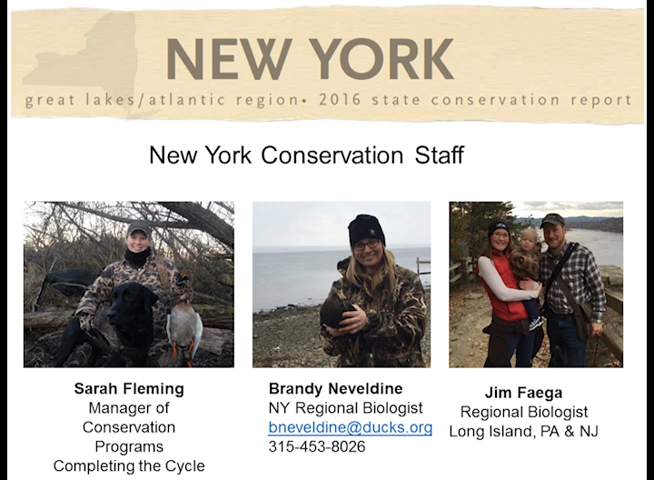 NEW YORK
great lakes/atlantic region• 2016 state conservation report
New York Conservation Staff
Sarah Fleming
Manager of
Conservation
Programs
Completing the Cycle
Brandy Neveldine
NY Regional Biologist
bneveldine@ducks.org
315-453-8026
Jim Faega
Regional Biologist
Long Island, PA & NJ